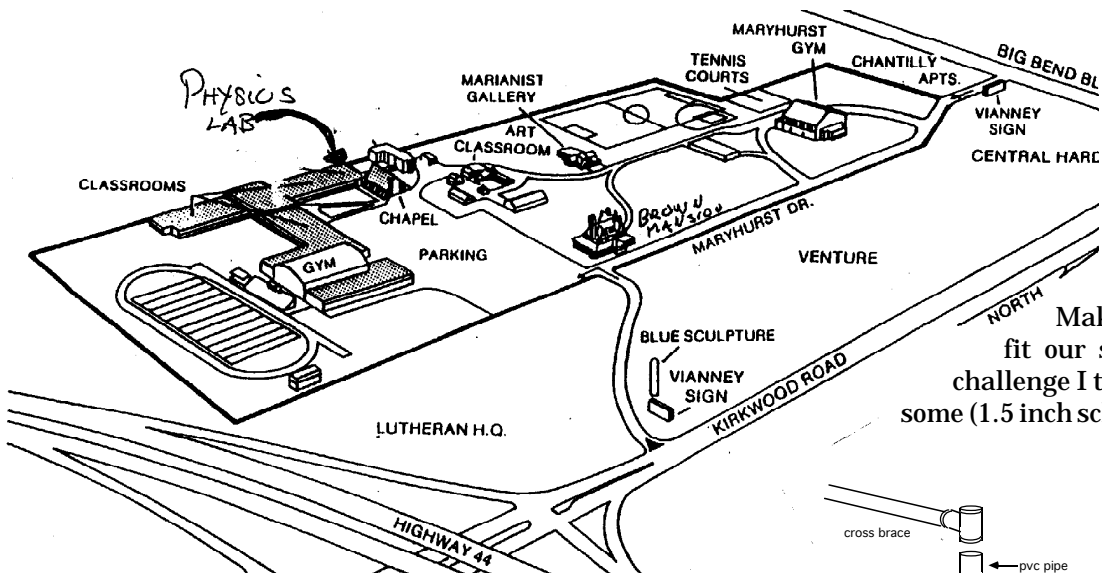 MARYHURST
GYM
BIG BEND BL
TENNIS
COURTS
CHANTILLY
APTS.
MARIANIST
GALLERY
PHYSICS
LAB
VIANNEY
SIGN
ART
CLASSROOM
CENTRAL HARD
CLASSROOMS
CHAPEL
BROWN
MANSION
MARYHURST DR.
PARKING
VENTURE
GYM
NORTH
BLUE SCULPTURE
VIANNEY
SIGN
KIRKWOOD ROAD
LUTHERAN H.Q.
HIGHWAY 44
Mak
fit our s
challenge I t
some (1.5 inch sc
cross brace
pvc pipe